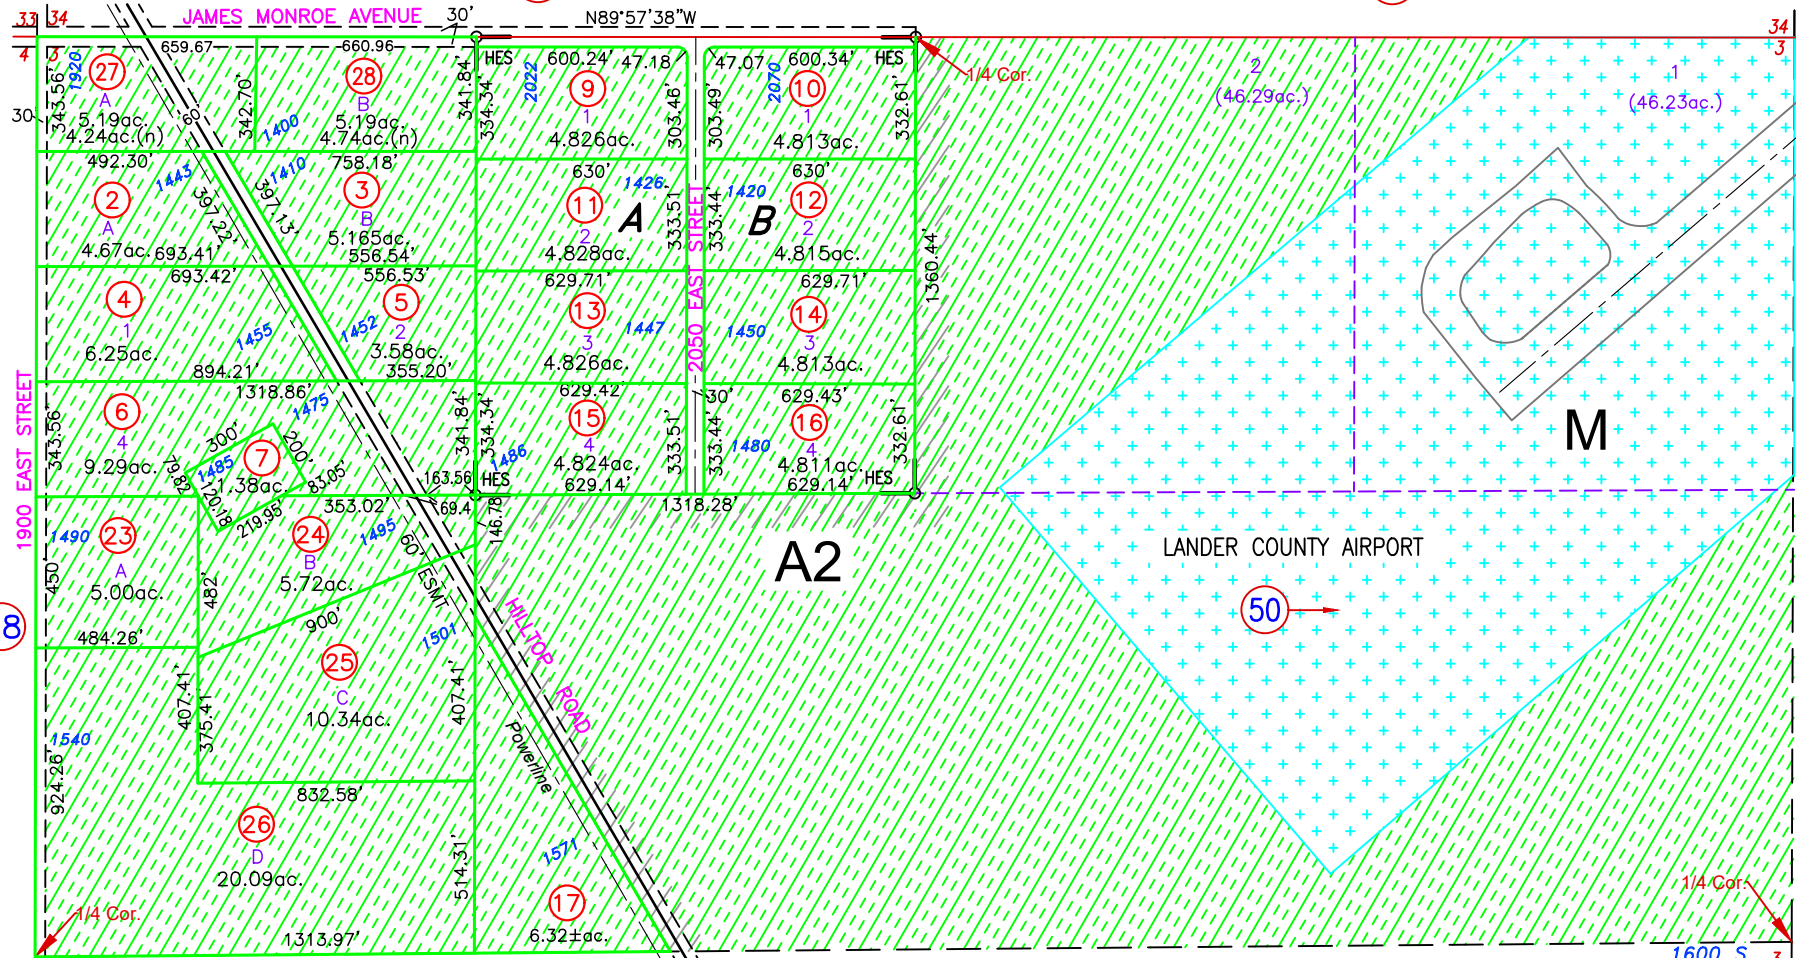 33 34
JAMES MONROE AVENUE
30'
N89°57'38"W
34
4 3
3
659.67
660.96
1920
27
A
5.19ac.
4.24ac.(n)
343.56'
30'
60'
342.70'
28
B
5.19ac.
4.74ac.(n)
1400
341.84'
334.34'
HES
2022
600.24'
47.18
9
1
4.826ac.
303.46'
303.49'
47.07
600.34'
2070
HES
10
1
4.813ac.
332.61'
1/4 Cor.
2
(46.29ac.)
1
(46.23ac.)
492.30'
1443
2
A
4.67ac.
693.41'
397.22'
397.13'
1410
758.18'
3
B
5.165ac.
556.54'
630'
1426
11
2
4.828ac.
A
333.51'
2050 EAST STREET
333.44'
630'
1420
B
12
2
4.815ac.
1360.44'
693.42'
4
1
6.25ac.
1455
894.21'
556.53'
5
2
3.58ac.
1452
355.20'
629.71'
13
3
1447
4.826ac.
629.71'
14
3
1450
4.813ac.
1900 EAST STREET
1318.86'
1475
6
4
9.29ac.
343.56'
300'
200'
7
1485
1.38ac.
79.82
120.18
219.95'
83.05'
341.84'
334.34'
163.56
HES
69.4
146.78
1486
629.42'
15
4
4.824ac.
629.14'
333.51'
30'
333.44'
629.43'
16
4
1480
4.811ac.
629.14'
332.61'
HES
1318.28'
M
353.02'
1490
23
A
5.00ac.
450'
484.26'
482'
24
B
5.72ac.
1495
900'
60' ESMT
A2
LANDER COUNTY AIRPORT
50
8
1501
HILLTOP ROAD
Powerline
25
C
10.34ac.
407.41'
375.41
407.41'
832.58'
1540
924.26'
26
D
20.09ac.
1313.97'
514.31'
1571
17
6.32±ac.
1/4 Cor.
1/4 Cor.
1600 S
3